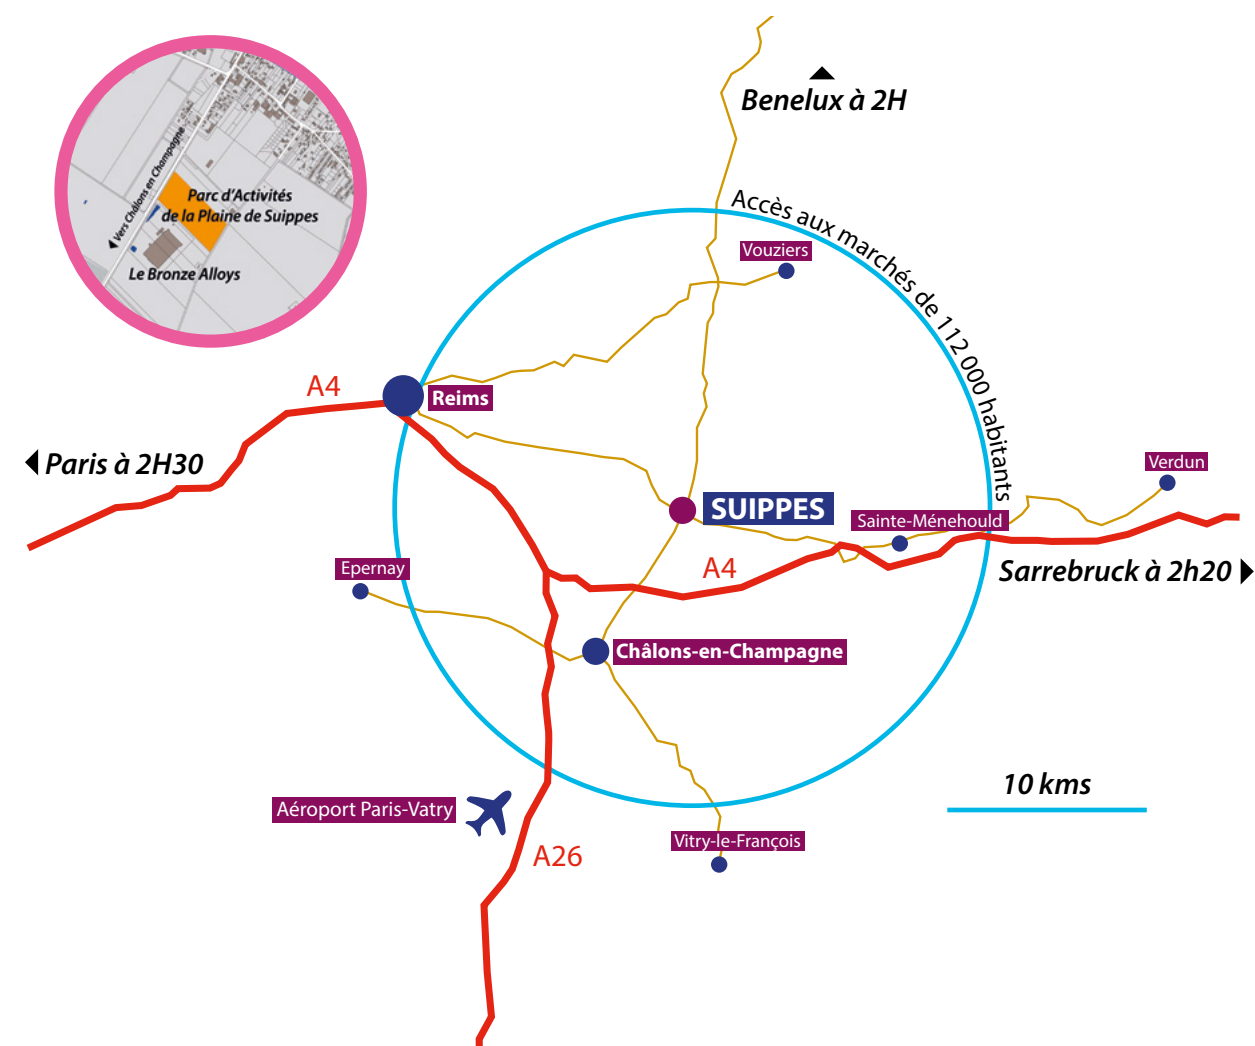 Benelux à 2H
Vers Châlons en Champagne
Parc d'Activités
de la Plaine de Suippes
Le Bronze Alloys
Accès aux marchés de 112 000 habitants
Vouziers
A4
Reims
Paris à 2H30
Verdun
SUIPPES
Sainte-Ménehould
Epernay
A4
Sarrebruck à 2h20
Châlons-en-Champagne
10 kms
Aéroport Paris-Vatry
Vitry-le-François
A26